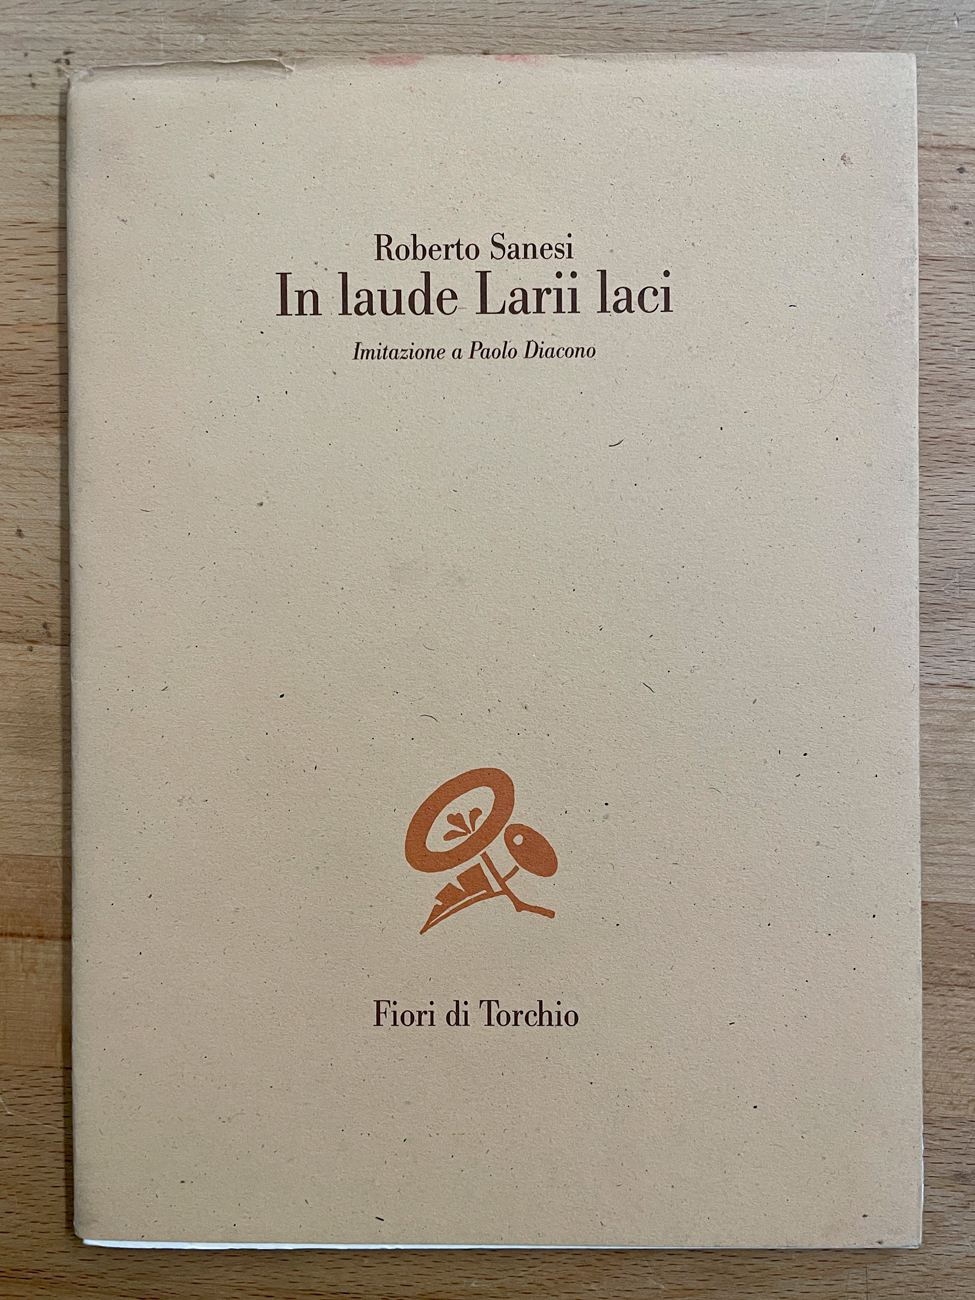 Roberto Sanesi
In laude Larii laci
Imitazione a Paolo Diacono
Fiori di Torchio